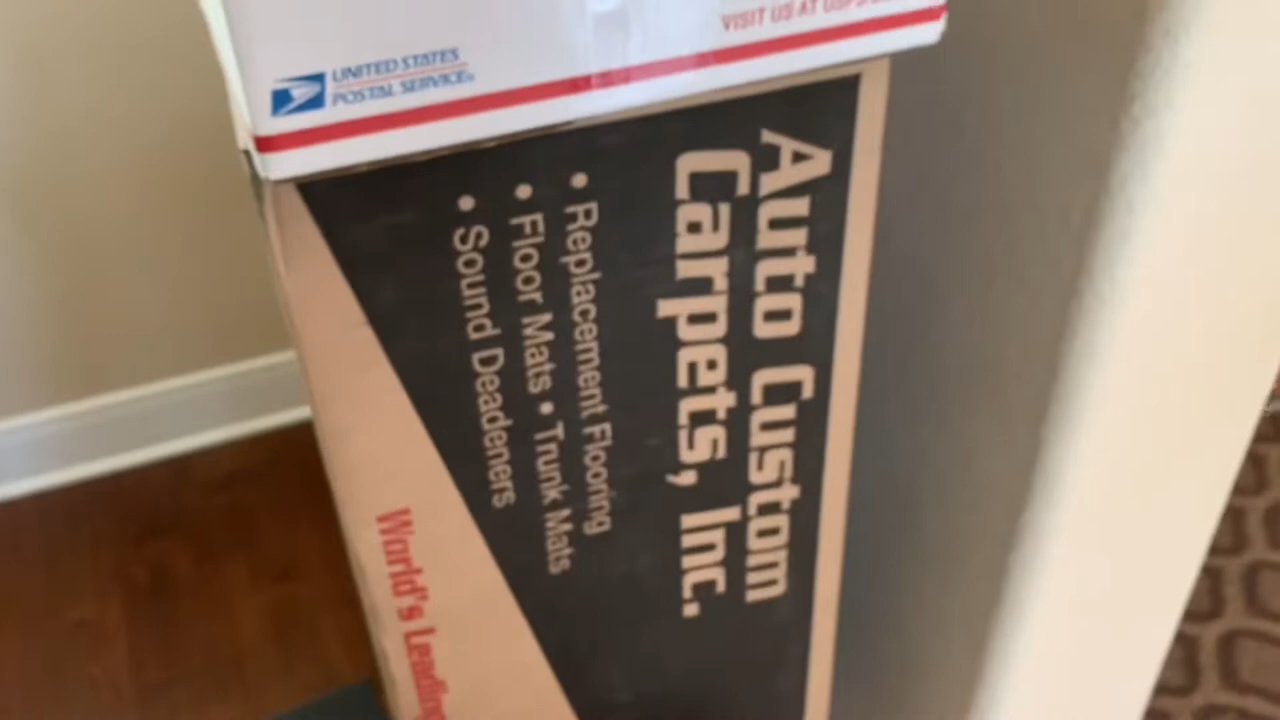 VISIT US AT
UNITED STATES
POSTAL SERVICE®
Auto Custom
Carpets, Inc.
• Replacement Flooring
• Floor Mats • Trunk Mats
• Sound Deadeners
World's Leading